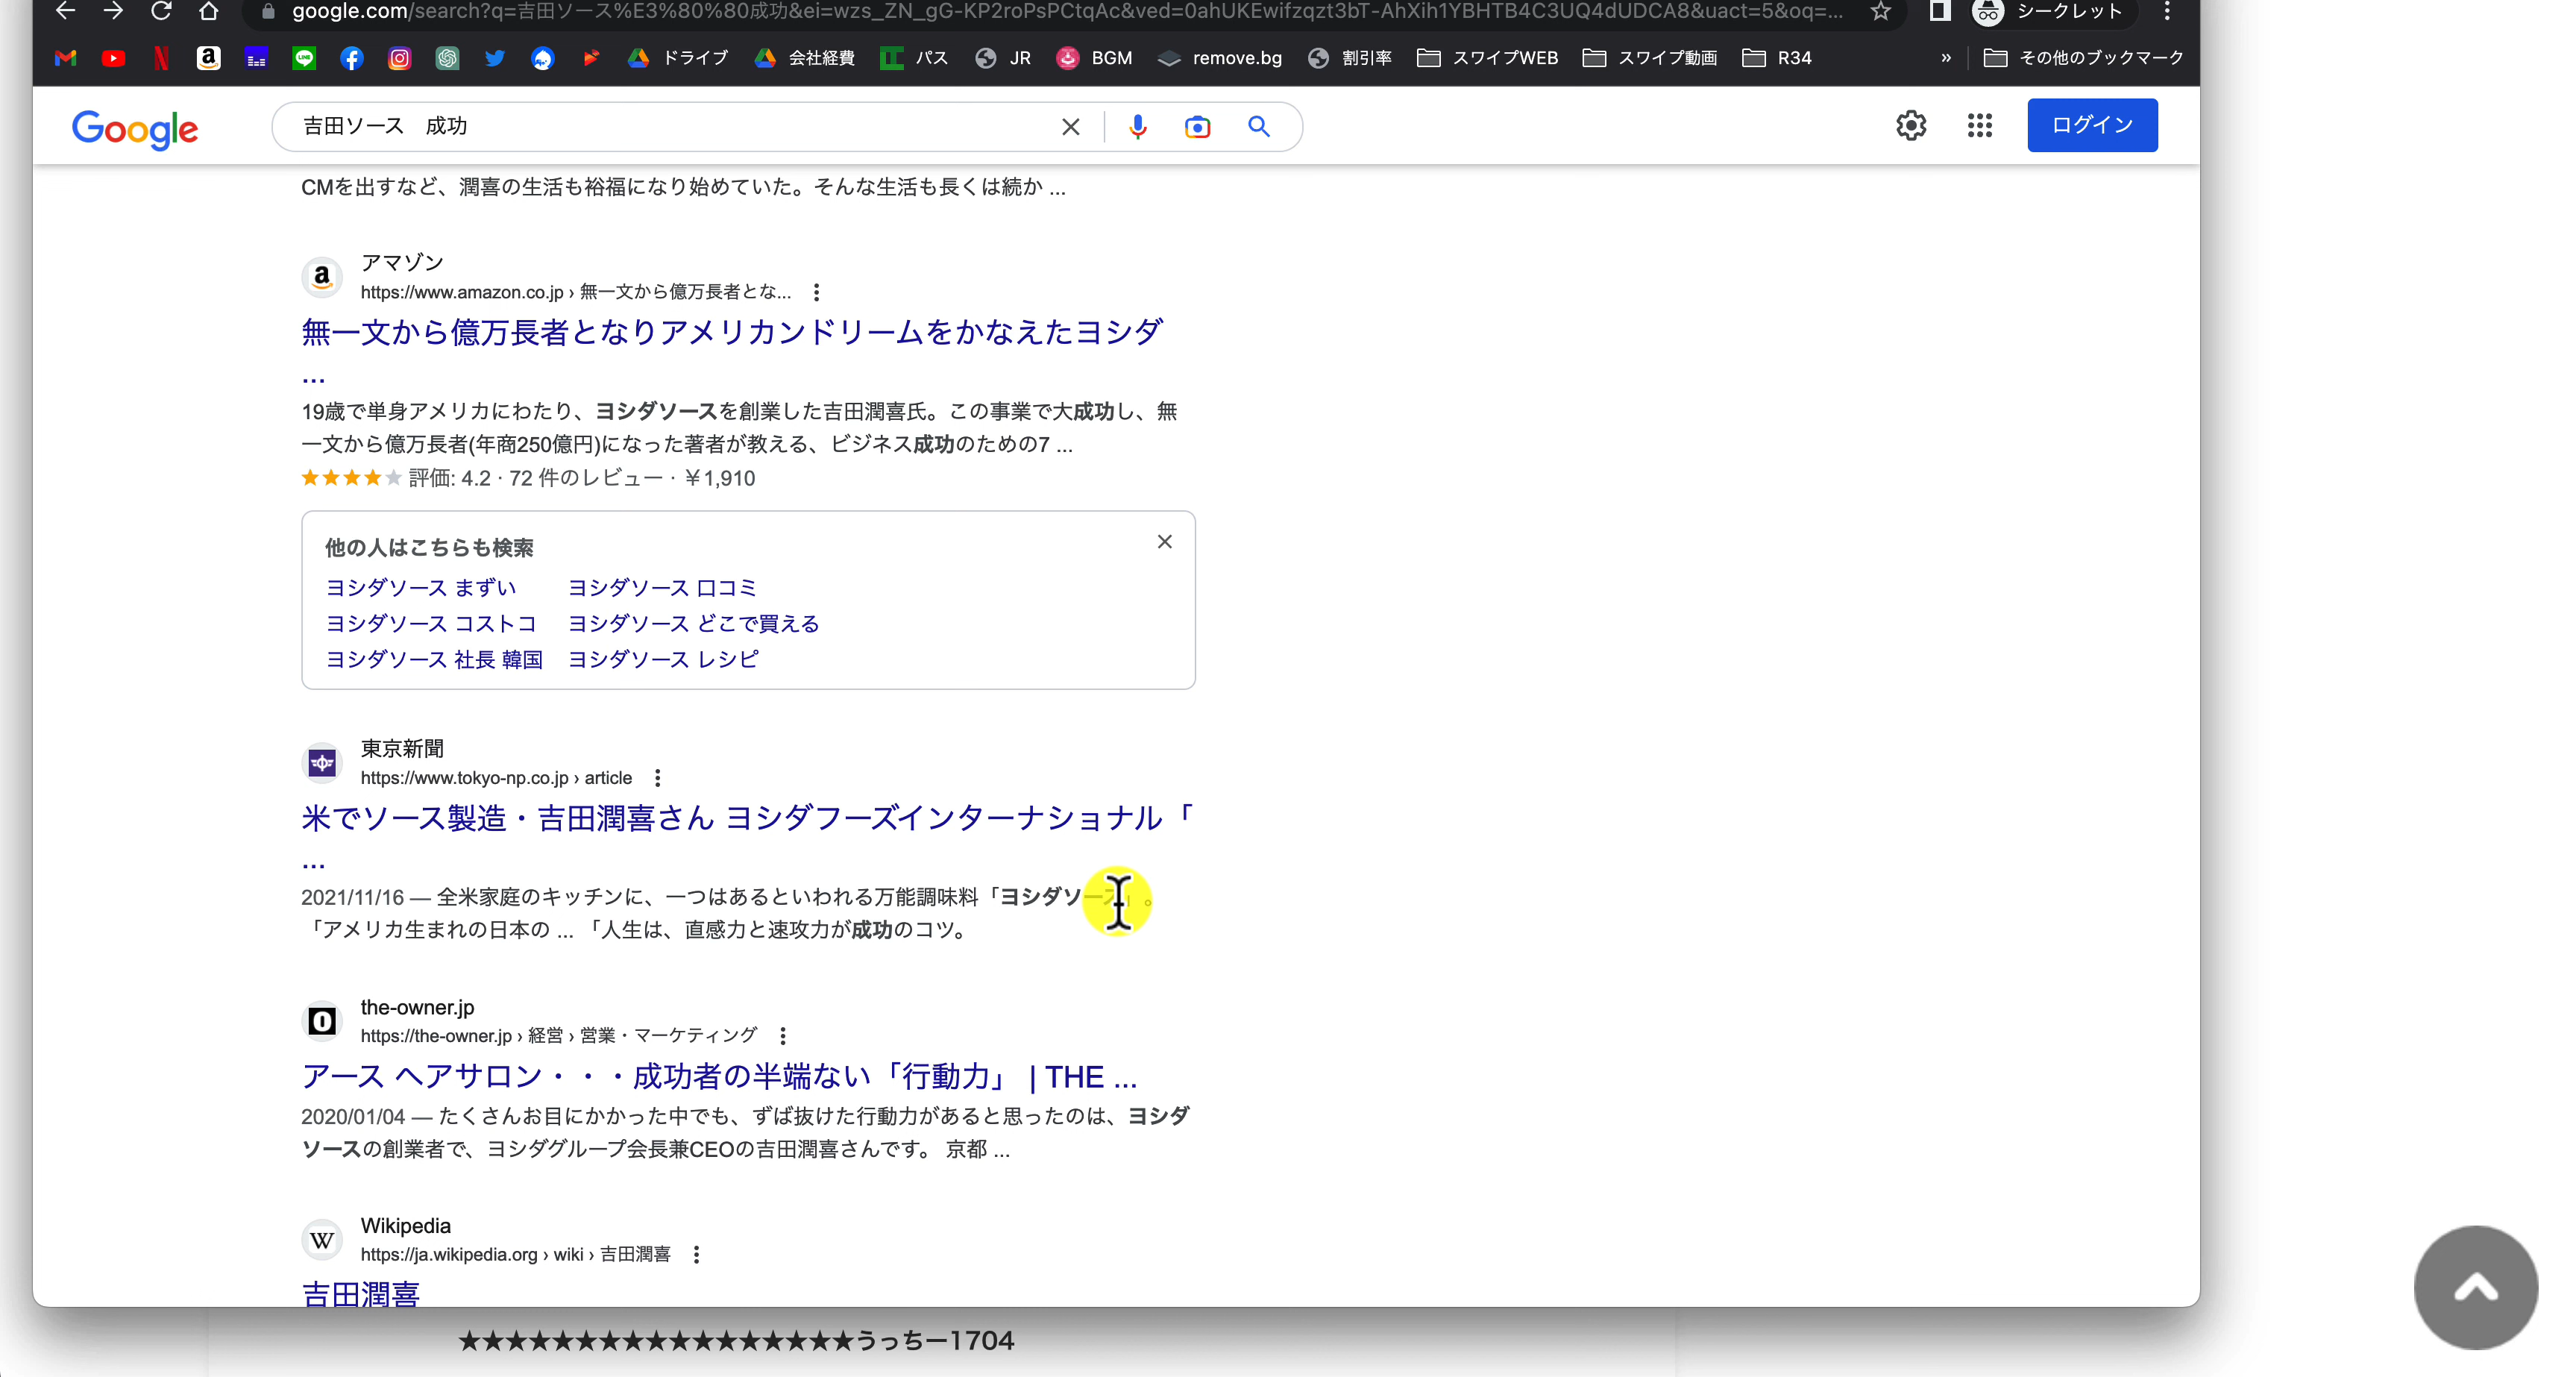 google.com/search?q=吉田ソース%E3%80%80成功&ei=wzs_ZN_gG-KP2roPsPCtqAc&ved=0ahUKEwifzqzt3bT-AhXih1YBHTB4C3UQ4dUDCA8&uact=5&oq=...
シークレット
ドライブ 会社経費 パス JR BGM remove.bg 割引率 スワイプWEB スワイプ動画 R34 » その他のブックマーク
Google
吉田ソース　成功
ログイン
CMを出すなど、潤喜の生活も裕福になり始めていた。そんな生活も長くは続か ...
アマゾン
https://www.amazon.co.jp › 無一文から億万長者とな...
無一文から億万長者となりアメリカンドリームをかなえたヨシダ
...
19歳で単身アメリカにわたり、ヨシダソースを創業した吉田潤喜氏。この事業で大成功し、無
一文から億万長者(年商250億円)になった著者が教える、ビジネス成功のための7 ...
★★★★★ 評価: 4.2 · 72 件のレビュー · ￥1,910
他の人はこちらも検索
ヨシダソース まずい ヨシダソース 口コミ
ヨシダソース コストコ ヨシダソース どこで買える
ヨシダソース 社長 韓国 ヨシダソース レシピ
東京新聞
https://www.tokyo-np.co.jp › article
米でソース製造・吉田潤喜さん ヨシダフーズインターナショナル「
...
2021/11/16 — 全米家庭のキッチンに、一つはあるといわれる万能調味料「ヨシダソース」。
「アメリカ生まれの日本の ... 「人生は、直感力と速攻力が成功のコツ。
the-owner.jp
https://the-owner.jp › 経営 › 営業・マーケティング
アース ヘアサロン・・・成功者の半端ない「行動力」 | THE ...
2020/01/04 — たくさんお目にかかった中でも、ずば抜けた行動力があると思ったのは、ヨシダ
ソースの創業者で、ヨシダグループ会長兼CEOの吉田潤喜さんです。 京都 ...
Wikipedia
https://ja.wikipedia.org › wiki › 吉田潤喜
吉田潤喜
★★★★★★★★★★★★★★★★★うっちー1704